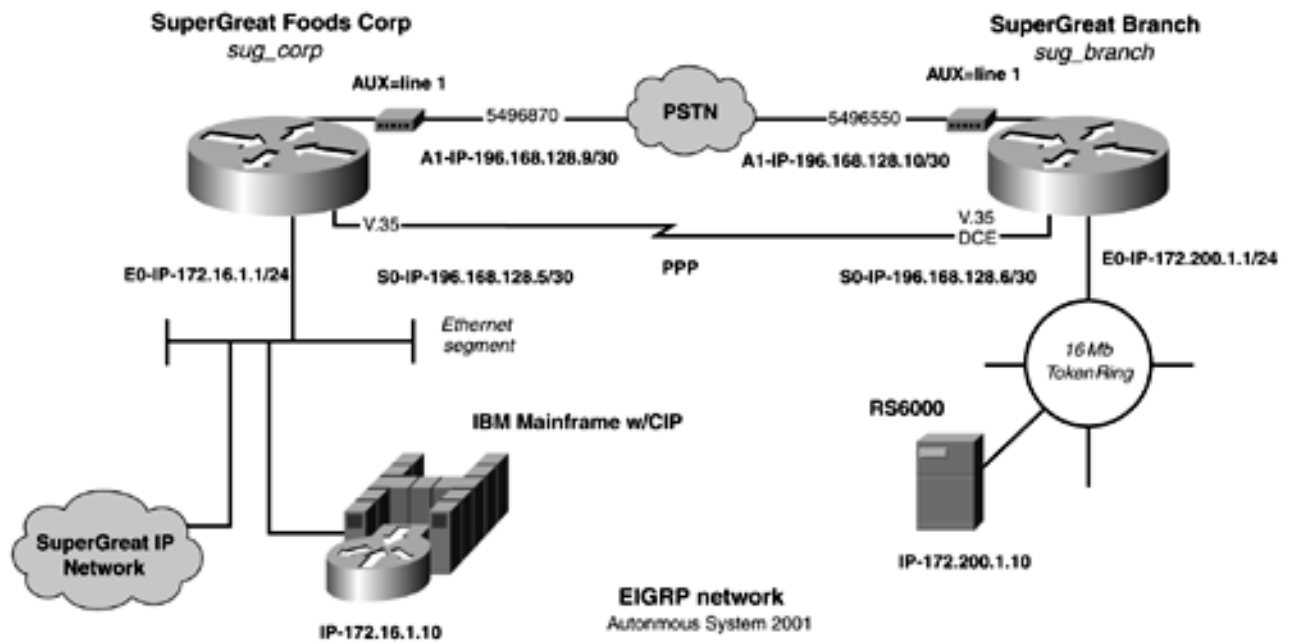 SuperGreat Foods Corp
sug_corp
SuperGreat Branch
sug_branch
AUX=line 1
AUX=line 1
5496870
PSTN
5496550
A1-IP-196.168.128.9/30
A1-IP-196.168.128.10/30
V.35
V.35
DCE
E0-IP-172.16.1.1/24
S0-IP-196.168.128.5/30
PPP
S0-IP-196.168.128.6/30
E0-IP-172.200.1.1/24
Ethernet
segment
16 Mb
TokenRing
RS6000
IBM Mainframe w/CIP
SuperGreat IP
Network
IP-172.200.1.10
EIGRP network
Autonmous System 2001
IP-172.16.1.10